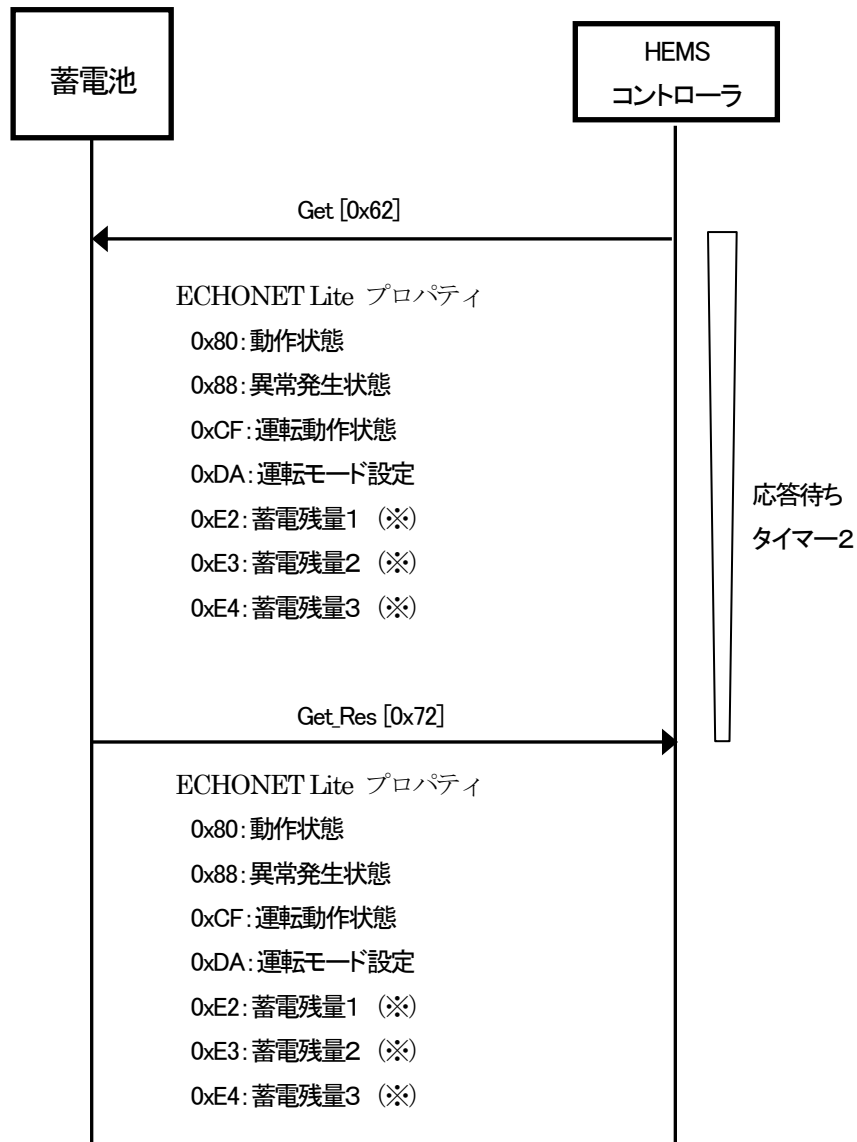 蓄電池
HEMS
コントローラ
Get [0x62]
ECHONET Lite プロパティ
0x80:動作状態
0x88:異常発生状態
0xCF:運転動作状態
0xDA:運転モード設定
0xE2:蓄電残量1 (※)
0xE3:蓄電残量2 (※)
0xE4:蓄電残量3 (※)
応答待ち
タイマー2
Get_Res [0x72]
ECHONET Lite プロパティ
0x80:動作状態
0x88:異常発生状態
0xCF:運転動作状態
0xDA:運転モード設定
0xE2:蓄電残量1 (※)
0xE3:蓄電残量2 (※)
0xE4:蓄電残量3 (※)